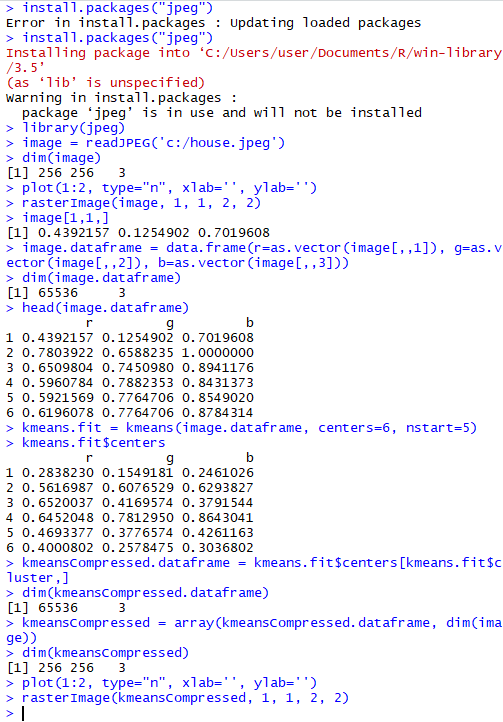 > install.packages("jpeg")
Error in install.packages : Updating loaded packages
> install.packages("jpeg")
Installing package into ‘C:/Users/user/Documents/R/win-library
/3.5’
(as ‘lib’ is unspecified)
Warning in install.packages :
  package ‘jpeg’ is in use and will not be installed
> library(jpeg)
> image = readJPEG('c:/house.jpeg')
> dim(image)
[1] 256 256   3
> plot(1:2, type="n", xlab='', ylab='')
> rasterImage(image, 1, 1, 2, 2)
> image[1,1,]
[1] 0.4392157 0.1254902 0.7019608
> image.dataframe = data.frame(r=as.vector(image[,,1]), g=as.v
ector(image[,,2]), b=as.vector(image[,,3]))
> dim(image.dataframe)
[1] 65536     3
> head(image.dataframe)
          r         g         b
1 0.4392157 0.1254902 0.7019608
2 0.7803922 0.6588235 1.0000000
3 0.6509804 0.7450980 0.8941176
4 0.5960784 0.7882353 0.8431373
5 0.5921569 0.7764706 0.8549020
6 0.6196078 0.7764706 0.8784314
> kmeans.fit = kmeans(image.dataframe, centers=6, nstart=5)
> kmeans.fit$centers
          r         g         b
1 0.2838230 0.1549181 0.2461026
2 0.5616987 0.6076529 0.6293827
3 0.6520037 0.4169574 0.3791544
4 0.6452048 0.7812950 0.8643041
5 0.4693377 0.3776574 0.4261163
6 0.4000802 0.2578475 0.3036802
> kmeansCompressed.dataframe = kmeans.fit$centers[kmeans.fit$c
luster,]
> dim(kmeansCompressed.dataframe)
[1] 65536     3
> kmeansCompressed = array(kmeansCompressed.dataframe, dim(ima
ge))
> dim(kmeansCompressed)
[1] 256 256   3
> plot(1:2, type="n", xlab='', ylab='')
> rasterImage(kmeansCompressed, 1, 1, 2, 2)
>